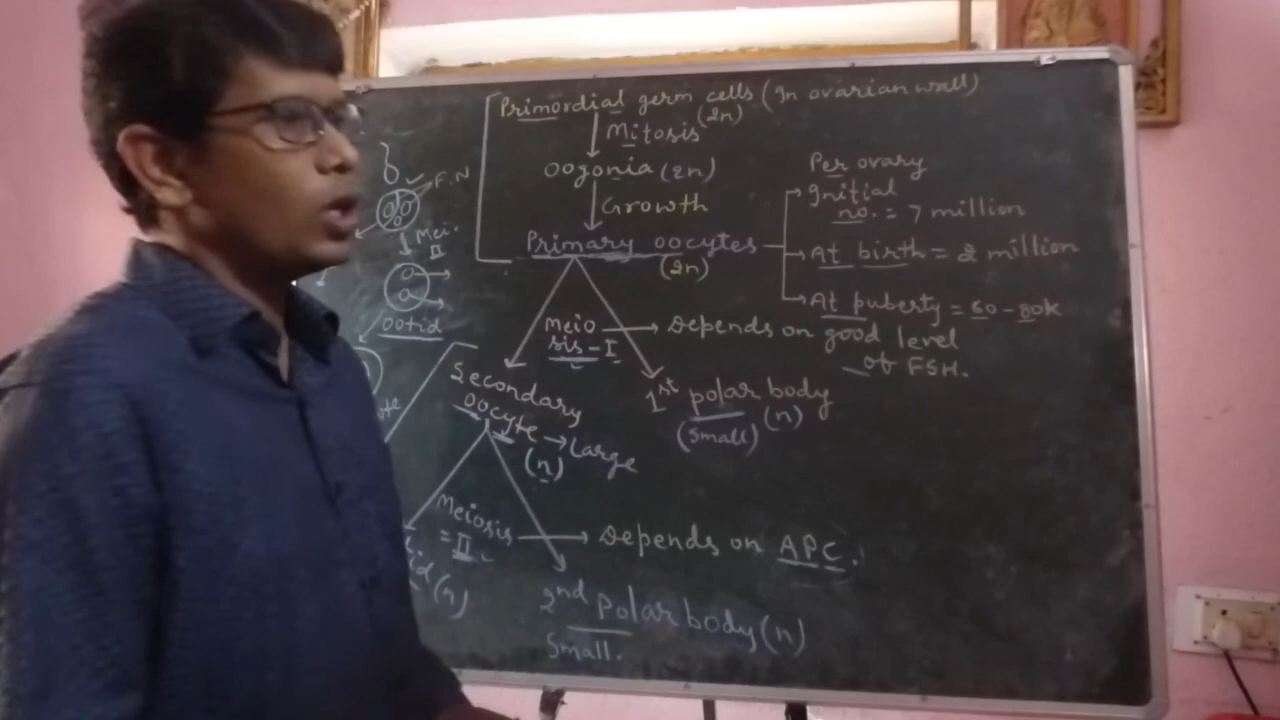 Primordial germ cells (In ovarian wall)
(2n)
Mitosis
Oogonia (2n)
Growth
Primary oocytes
(2n)
Per ovary
Initial
no. = 7 million
At birth = 2 million
At puberty = 60-80k
F.N
Mei.
II
Ootid
Meio
sis-I
Depends on good level
of FSH.
Secondary
oocyte → Large
(n)
1st polar body
(small) (n)
Meiosis
= II
Depends on APC.
(n)
2nd Polar body (n)
Small.